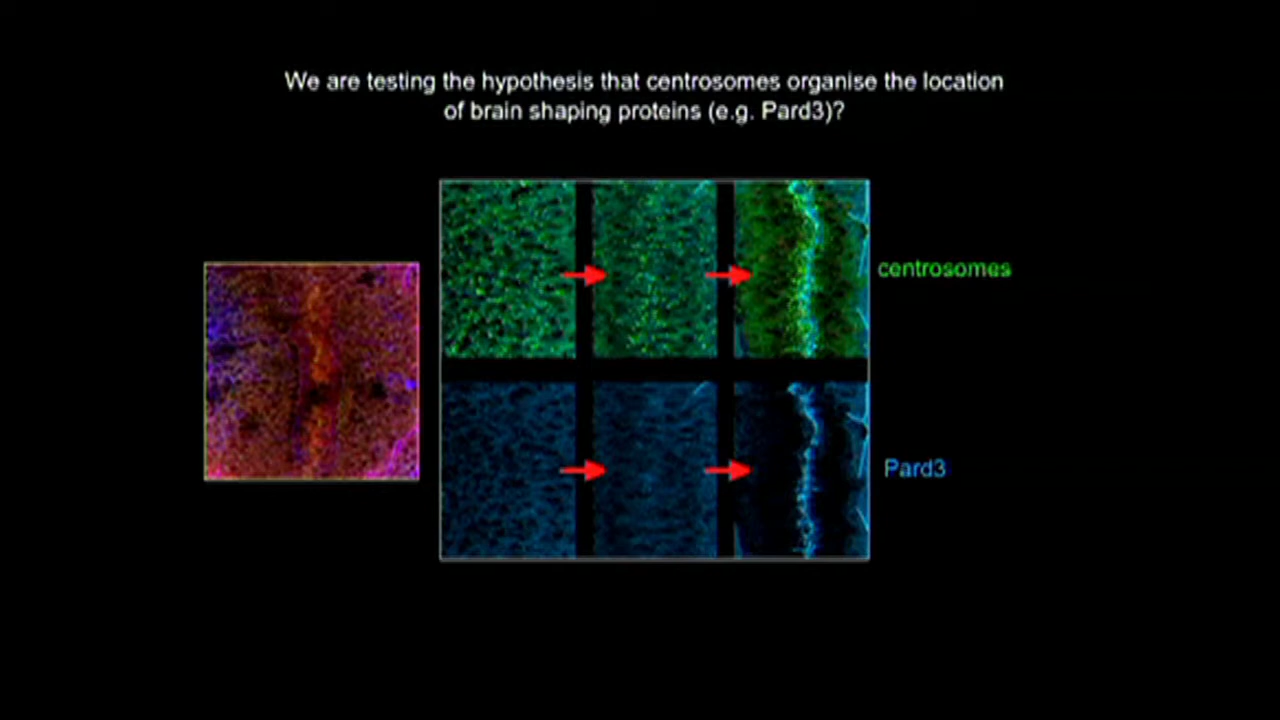 We are testing the hypothesis that centrosomes organise the location
of brain shaping proteins (e.g. Pard3)?
centrosomes
Pard3